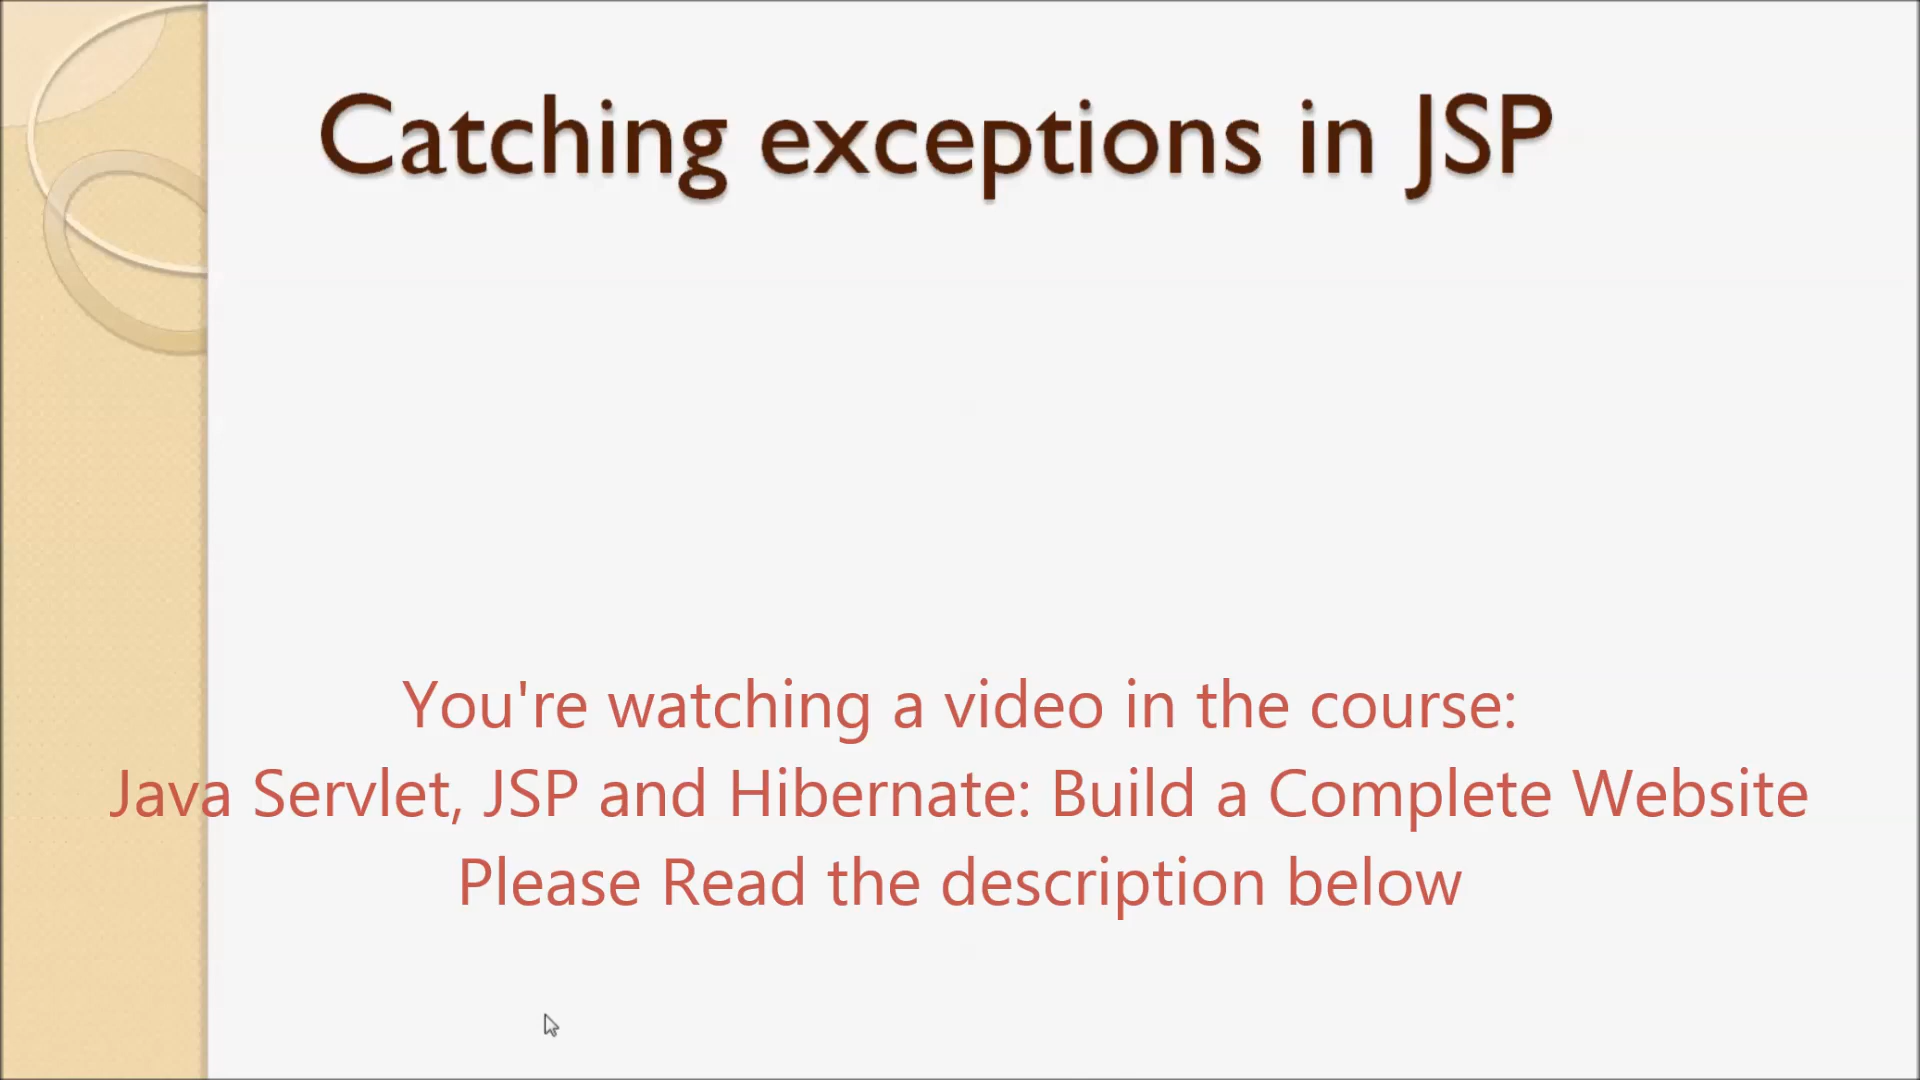 Catching exceptions in JSP
You're watching a video in the course:
Java Servlet, JSP and Hibernate: Build a Complete Website
Please Read the description below